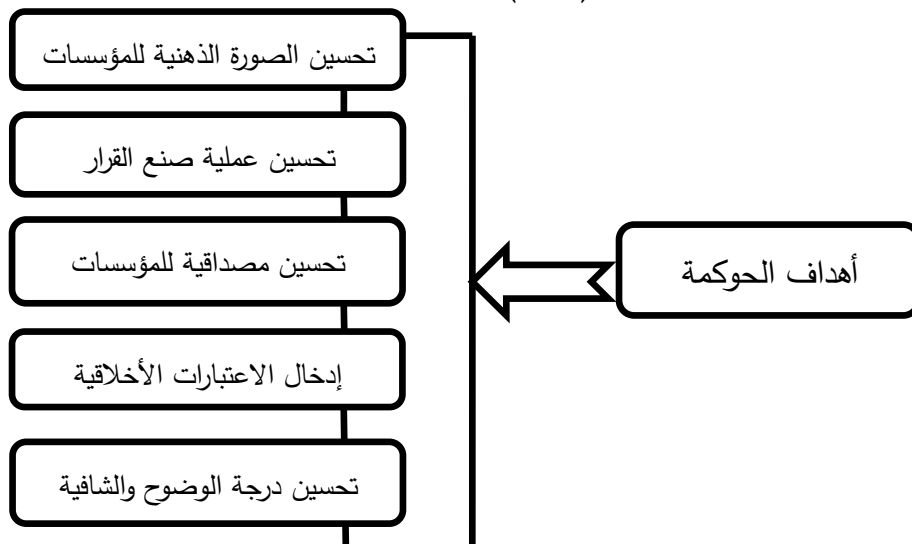 تحسين الصورة الذهنية للمؤسسات
تحسين عملية صنع القرار
تحسين مصداقية للمؤسسات
أهداف الحوكمة
إدخال الاعتبارات الأخلاقية
تحسين درجة الوضوح والشافية